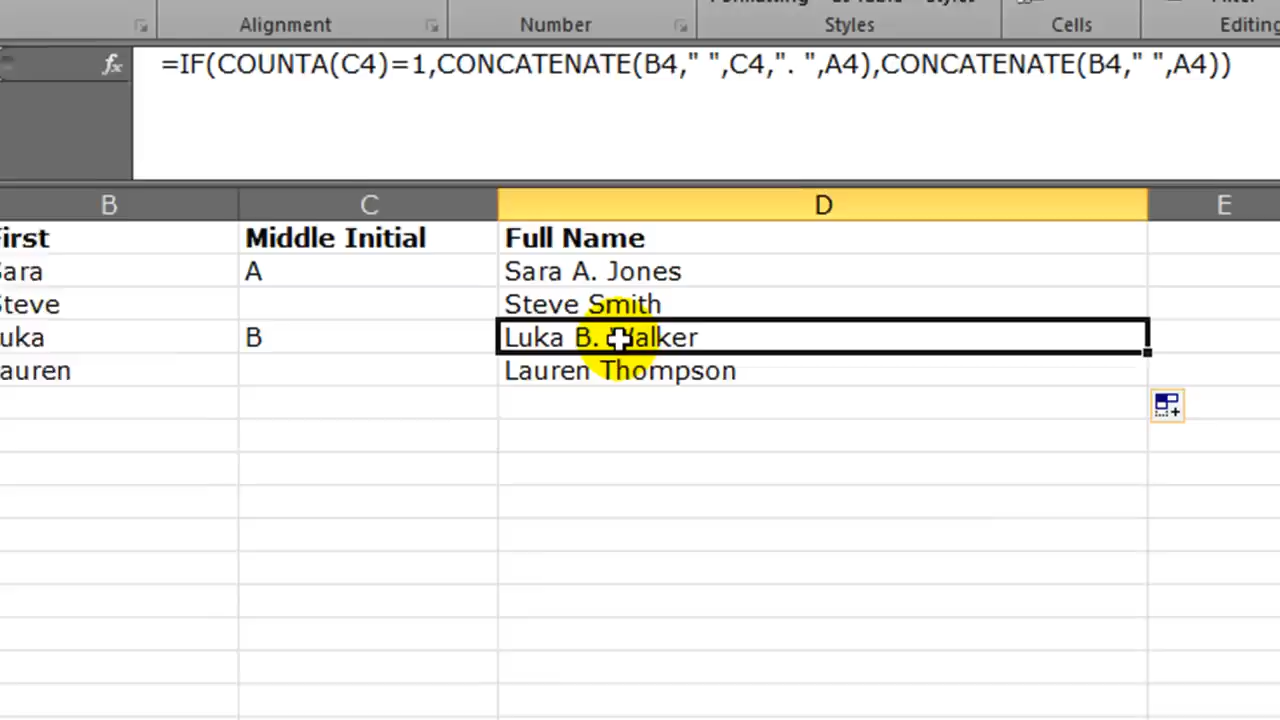 Alignment Number Styles Cells Editing
fx =IF(COUNTA(C4)=1,CONCATENATE(B4," ",C4,". ",A4),CONCATENATE(B4," ",A4))
B C D E
First Middle Initial Full Name
Sara A Sara A. Jones
Steve Steve Smith
Luka B Luka B. Walker
Lauren Lauren Thompson